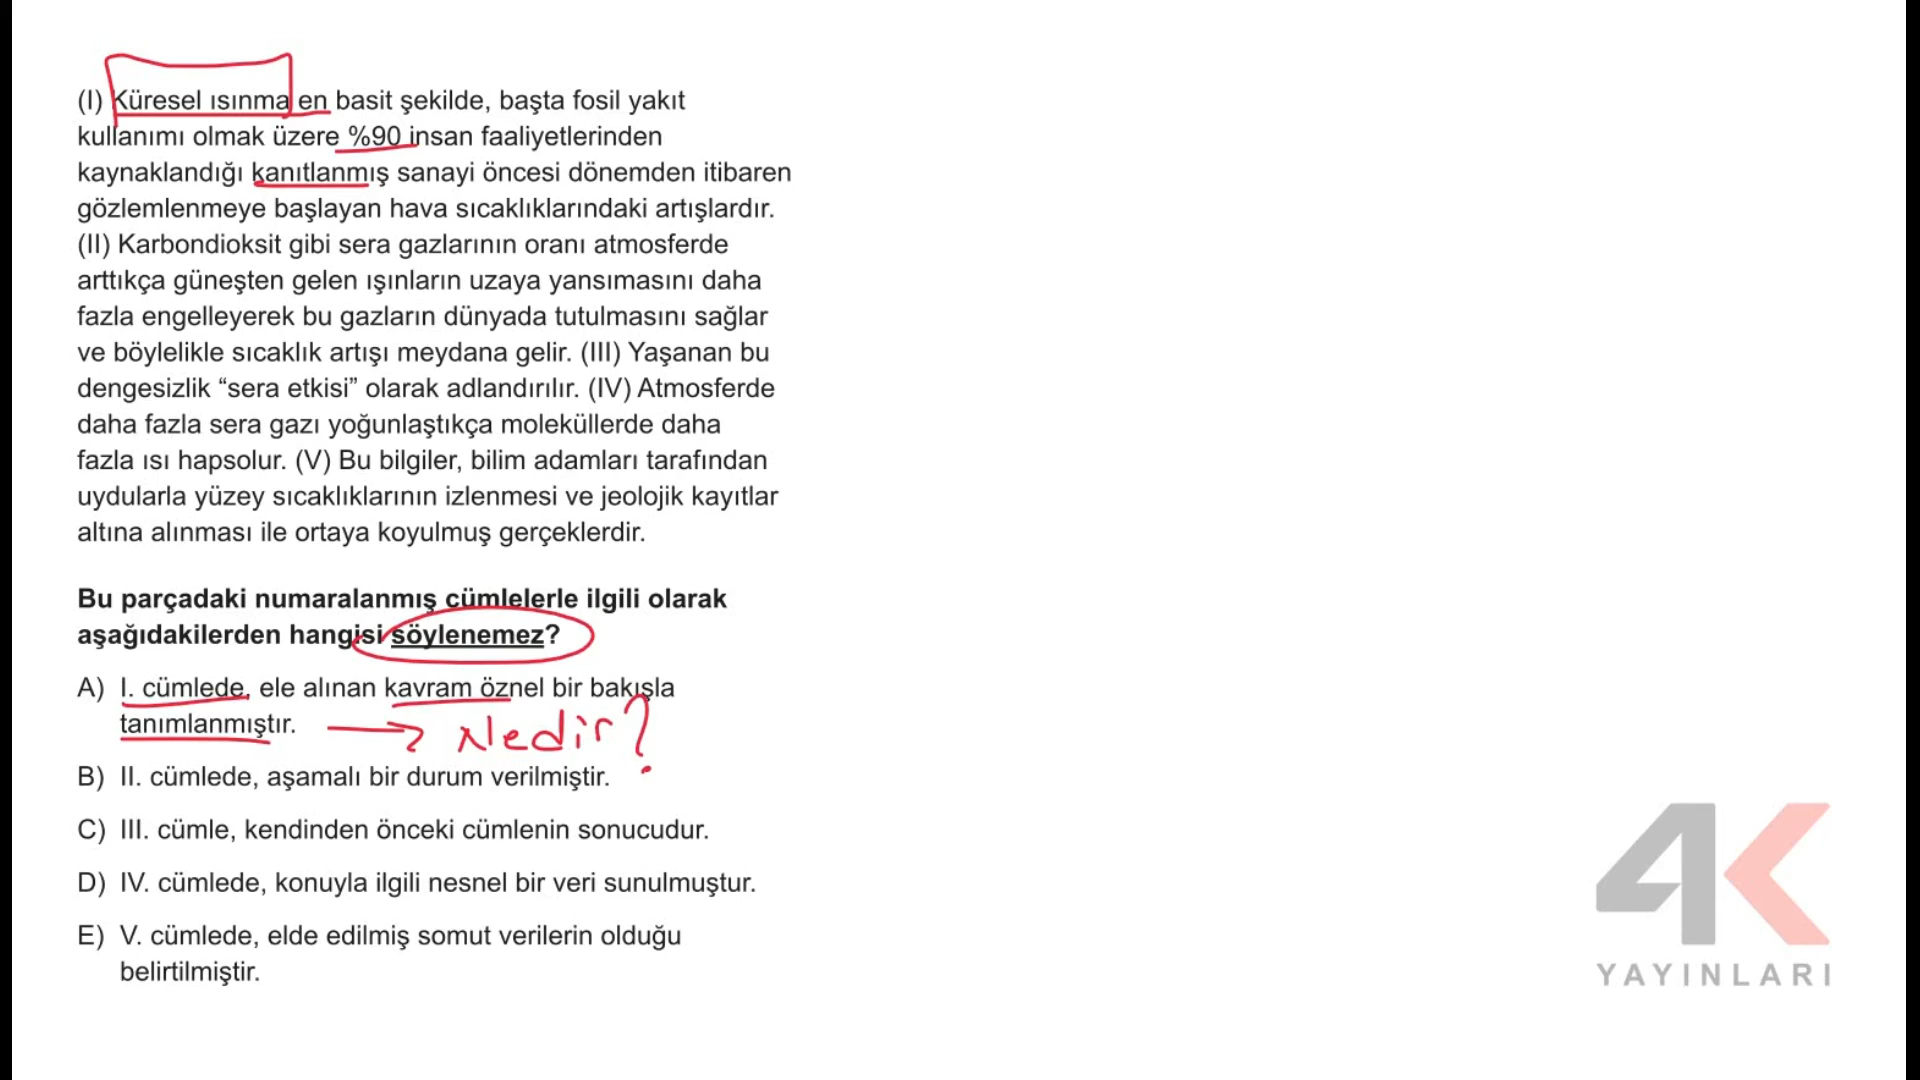 (I) Küresel ısınma en basit şekilde, başta fosil yakıt
kullanımı olmak üzere %90 insan faaliyetlerinden
kaynaklandığı kanıtlanmış sanayi öncesi dönemden itibaren
gözlemlenmeye başlayan hava sıcaklıklarındaki artışlardır.
(II) Karbondioksit gibi sera gazlarının oranı atmosferde
arttıkça güneşten gelen ışınların uzaya yansımasını daha
fazla engelleyerek bu gazların dünyada tutulmasını sağlar
ve böylelikle sıcaklık artışı meydana gelir. (III) Yaşanan bu
dengesizlik “sera etkisi” olarak adlandırılır. (IV) Atmosferde
daha fazla sera gazı yoğunlaştıkça moleküllerde daha
fazla ısı hapsolur. (V) Bu bilgiler, bilim adamları tarafından
uydularla yüzey sıcaklıklarının izlenmesi ve jeolojik kayıtlar
altına alınması ile ortaya koyulmuş gerçeklerdir.
Bu parçadaki numaralanmış cümlelerle ilgili olarak
aşağıdakilerden hangisi söylenemez?
A) I. cümlede, ele alınan kavram öznel bir bakışla
tanımlanmıştır. → Nedir?
B) II. cümlede, aşamalı bir durum verilmiştir.
C) III. cümle, kendinden önceki cümlenin sonucudur.
D) IV. cümlede, konuyla ilgili nesnel bir veri sunulmuştur.
E) V. cümlede, elde edilmiş somut verilerin olduğu
belirtilmiştir.
4K
YAYINLARI